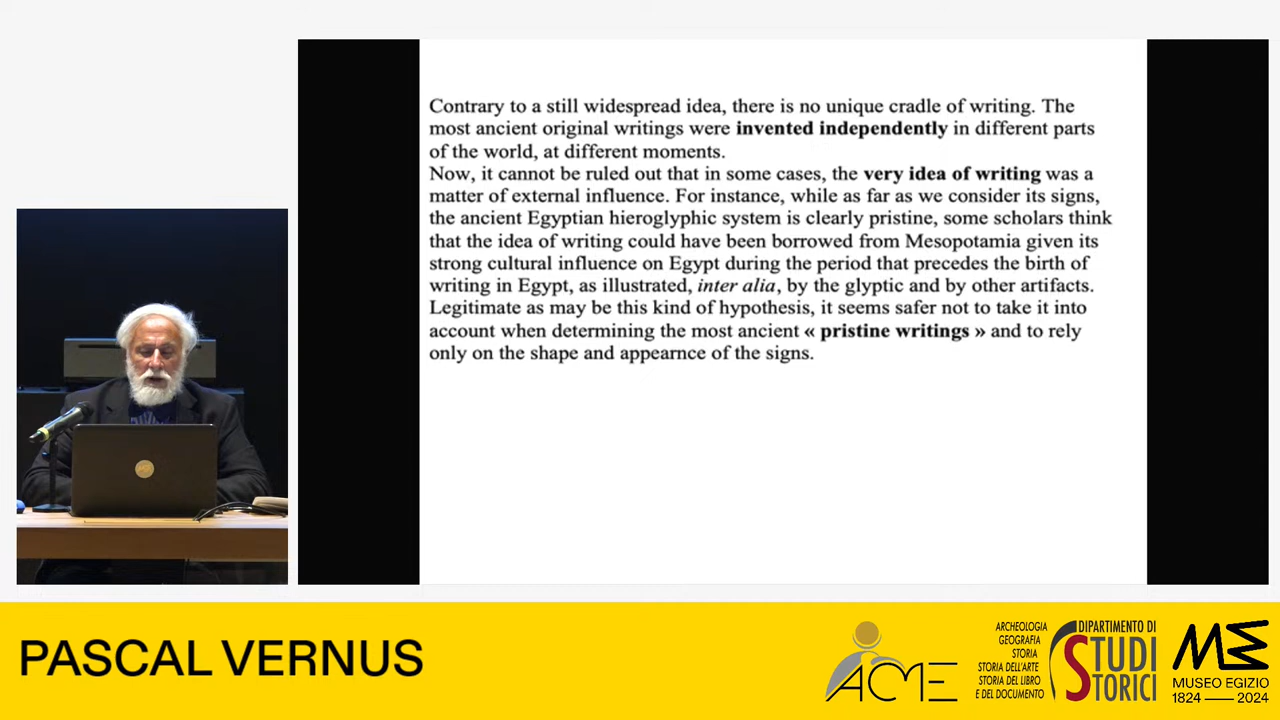 Contrary to a still widespread idea, there is no unique cradle of writing. The
most ancient original writings were invented independently in different parts
of the world, at different moments.
Now, it cannot be ruled out that in some cases, the very idea of writing was a
matter of external influence. For instance, while as far as we consider its signs,
the ancient Egyptian hieroglyphic system is clearly pristine, some scholars think
that the idea of writing could have been borrowed from Mesopotamia given its
strong cultural influence on Egypt during the period that precedes the birth of
writing in Egypt, as illustrated, inter alia, by the glyptic and by other artifacts.
Legitimate as may be this kind of hypothesis, it seems safer not to take it into
account when determining the most ancient « pristine writings » and to rely
only on the shape and appearnce of the signs.
PASCAL VERNUS
ACME
ARCHEOLOGIA
GEOGRAFIA
STORIA
STORIA DELL'ARTE
STORIA DEL LIBRO
E DEL DOCUMENTO
DIPARTIMENTO DI
STUDI
STORICI
ME
MUSEO EGIZIO
1824 — 2024